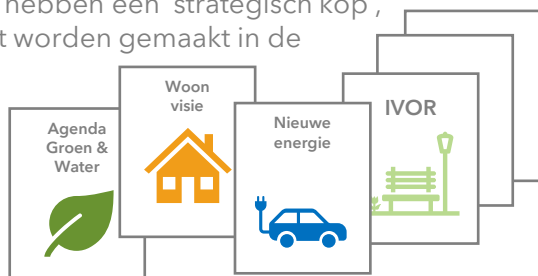 hebben een 'strategisch kop',
t worden gemaakt in de
Agenda
Groen &
Water
Woon
visie
Nieuwe
energie
IVOR